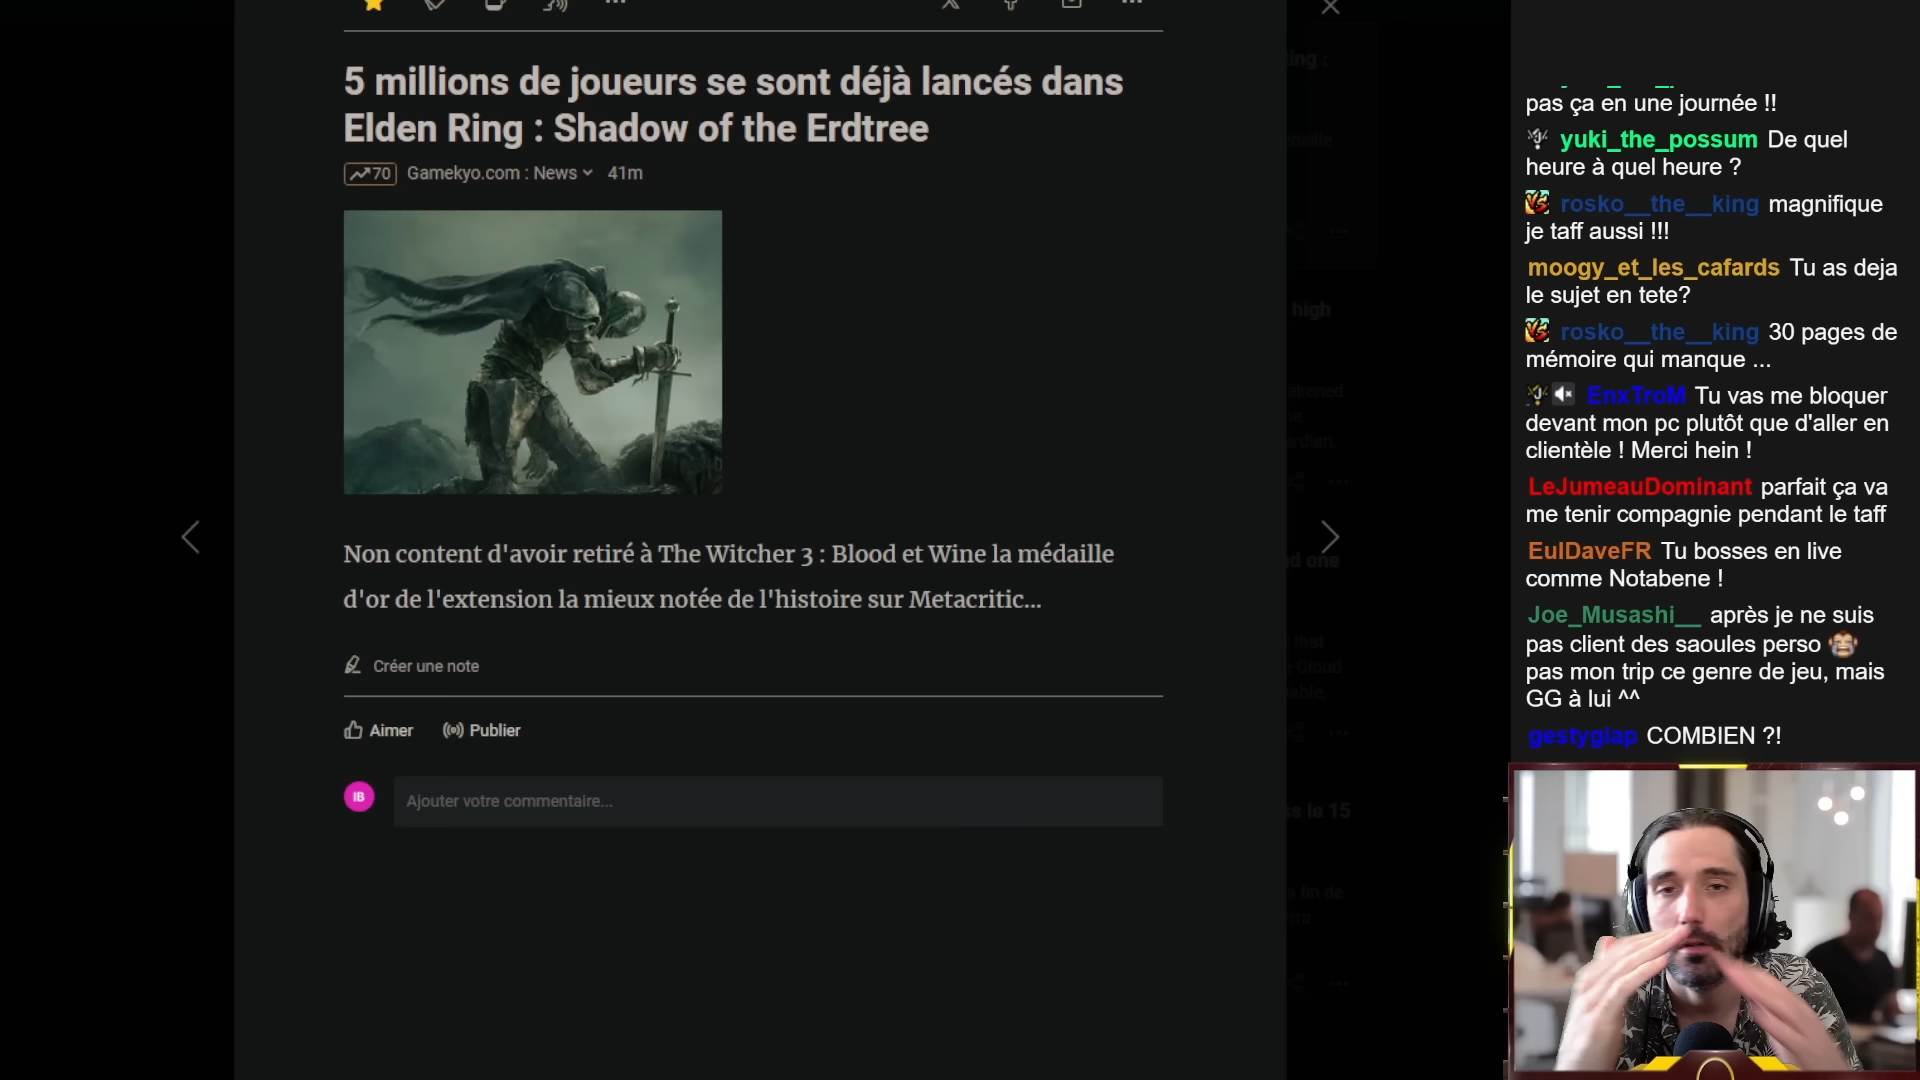 5 millions de joueurs se sont déjà lancés dans
Elden Ring : Shadow of the Erdtree
70 Gamekyo.com : News 41m
Non content d'avoir retiré à The Witcher 3 : Blood et Wine la médaille
d'or de l'extension la mieux notée de l'histoire sur Metacritic...
Créer une note
Aimer Publier
IB Ajouter votre commentaire...
high
d one
s le 15
pas ça en une journée !!
yuki_the_possum De quel
heure à quel heure ?
rosko__the__king magnifique
je taff aussi !!!
moogy_et_les_cafards Tu as deja
le sujet en tete?
rosko__the__king 30 pages de
mémoire qui manque ...
EnxTroM Tu vas me bloquer
devant mon pc plutôt que d'aller en
clientèle ! Merci hein !
LeJumeauDominant parfait ça va
me tenir compagnie pendant le taff
EulDaveFR Tu bosses en live
comme Notabene !
Joe_Musashi__ après je ne suis
pas client des saoules perso
pas mon trip ce genre de jeu, mais
GG à lui ^^
gestyglap COMBIEN ?!